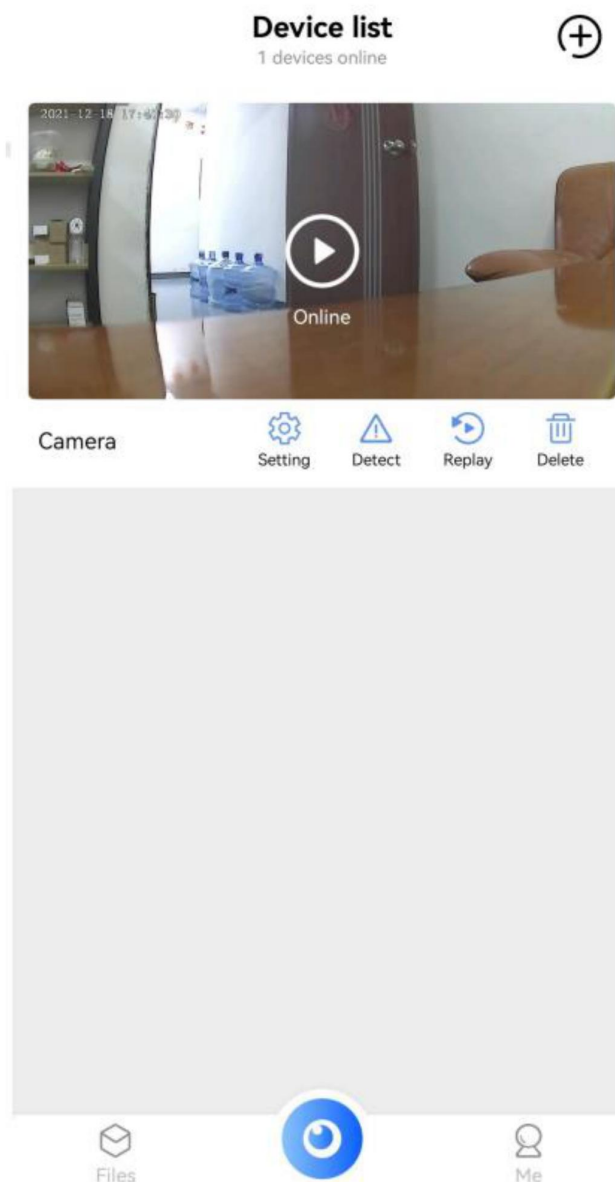 Device list
1 devices online
2021-12-18
Online
Camera
Setting
Detect
Replay
Delete
Files
Me